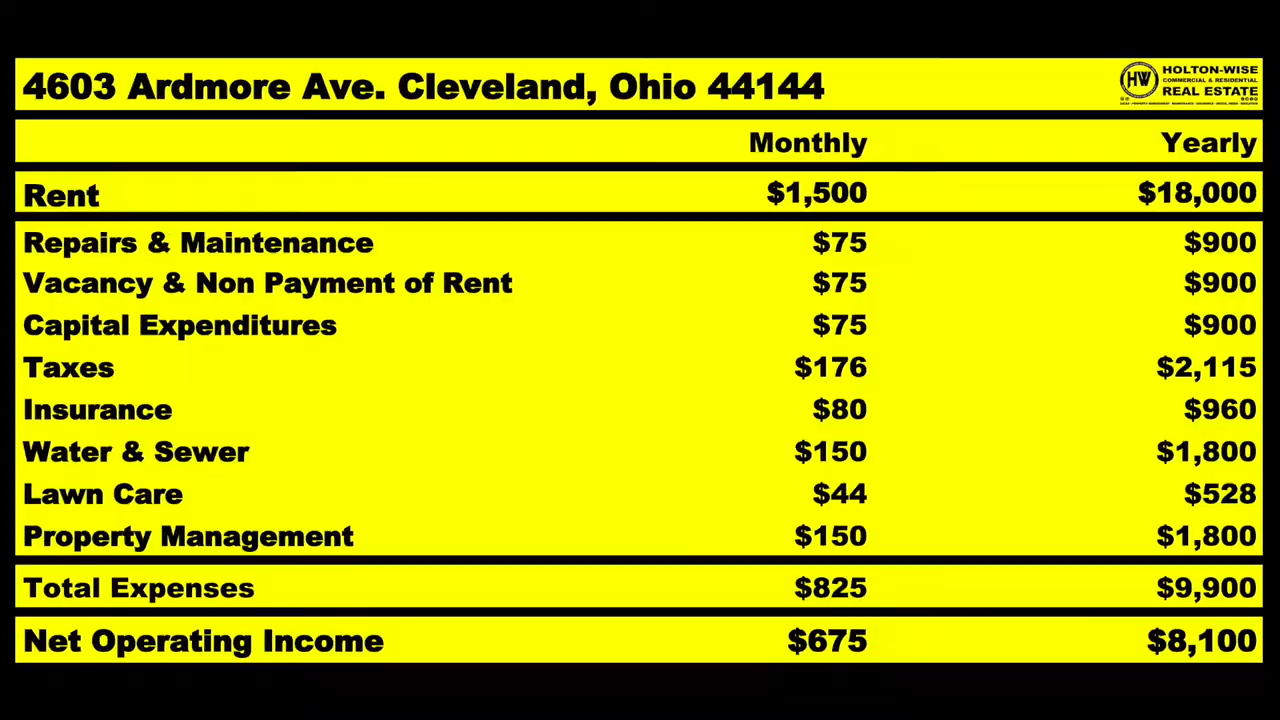 4603 Ardmore Ave. Cleveland, Ohio 44144
HW
HOLTON-WISE
COMMERCIAL & RESIDENTIAL
REAL ESTATE
Monthly Yearly
Rent $1,500 $18,000
Repairs & Maintenance $75 $900
Vacancy & Non Payment of Rent $75 $900
Capital Expenditures $75 $900
Taxes $176 $2,115
Insurance $80 $960
Water & Sewer $150 $1,800
Lawn Care $44 $528
Property Management $150 $1,800
Total Expenses $825 $9,900
Net Operating Income $675 $8,100